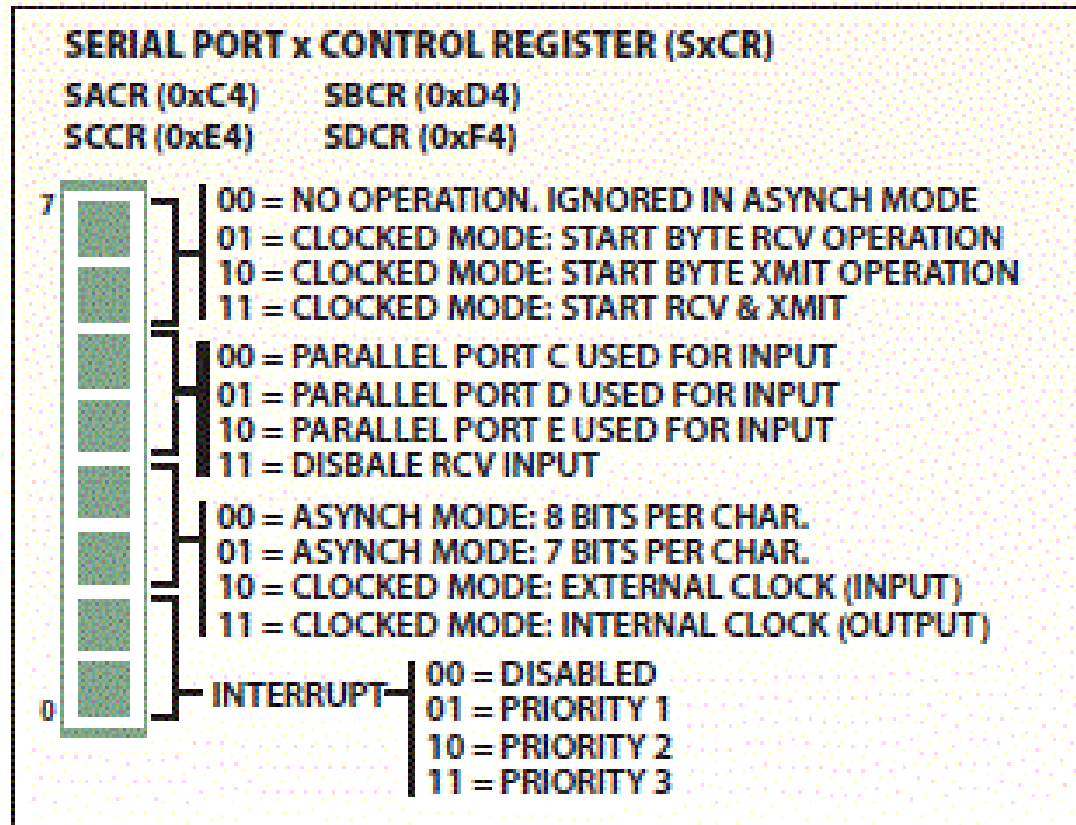 SERIAL PORT x CONTROL REGISTER (SxCR)
SACR (0xC4) SBCR (0xD4)
SCCR (0xE4) SDCR (0xF4)
7
00 = NO OPERATION. IGNORED IN ASYNCH MODE
01 = CLOCKED MODE: START BYTE RCV OPERATION
10 = CLOCKED MODE: START BYTE XMIT OPERATION
11 = CLOCKED MODE: START RCV & XMIT
00 = PARALLEL PORT C USED FOR INPUT
01 = PARALLEL PORT D USED FOR INPUT
10 = PARALLEL PORT E USED FOR INPUT
11 = DISBALE RCV INPUT
00 = ASYNCH MODE: 8 BITS PER CHAR.
01 = ASYNCH MODE: 7 BITS PER CHAR.
10 = CLOCKED MODE: EXTERNAL CLOCK (INPUT)
11 = CLOCKED MODE: INTERNAL CLOCK (OUTPUT)
0
INTERRUPT
00 = DISABLED
01 = PRIORITY 1
10 = PRIORITY 2
11 = PRIORITY 3